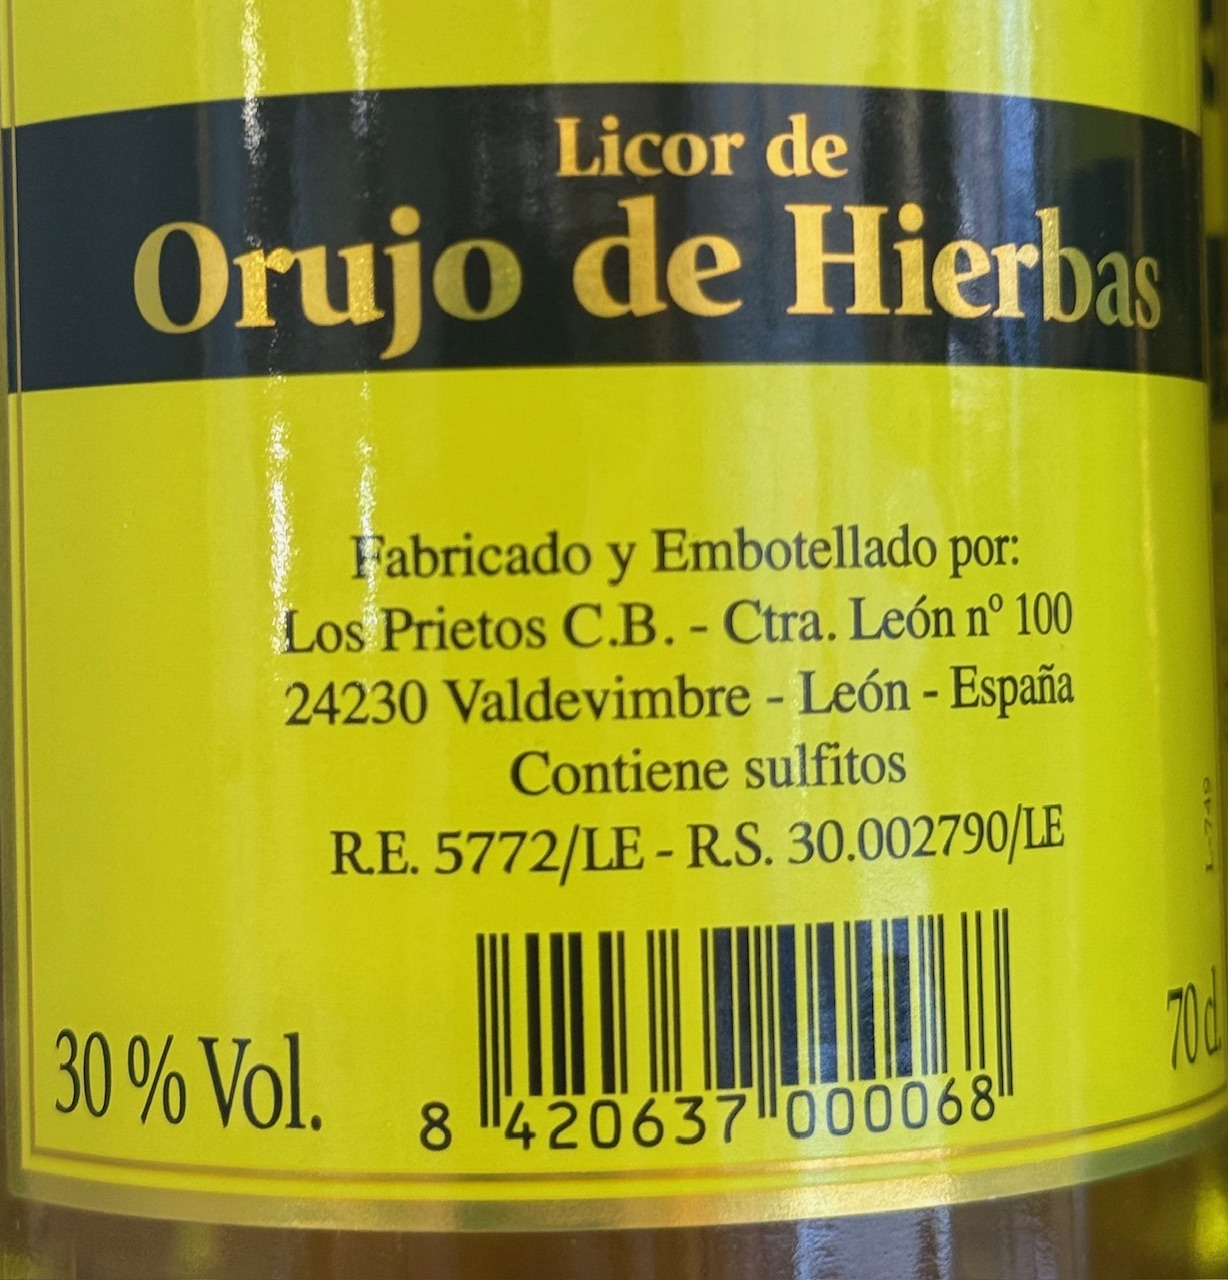 Licor de
Orujo de Hierbas
Fabricado y Embotellado por:
Los Prietos C.B. - Ctra. León nº 100
24230 Valdevimbre - León - España
Contiene sulfitos
R.E. 5772/LE - R.S. 30.002790/LE
L-749
30 % Vol.
70 cl.
8 420637 000068